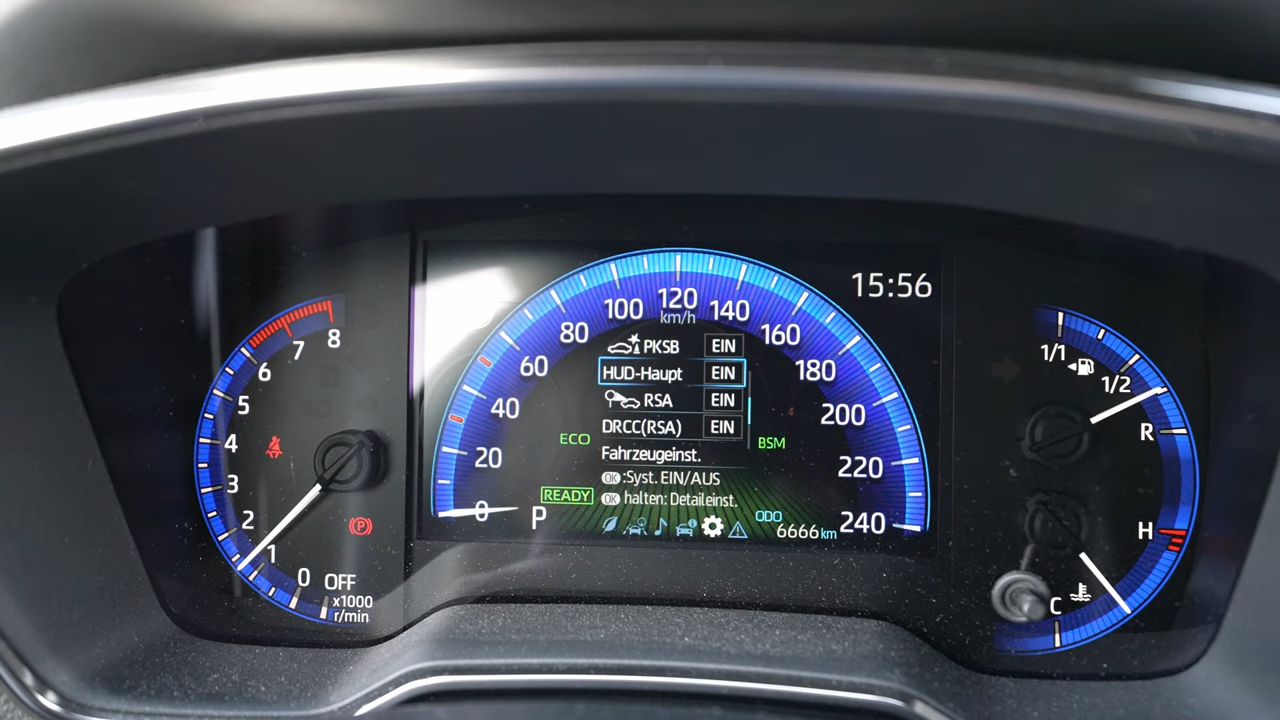 8
7
6
5
4
3
2
1
0 OFF
x1000
r/min
15:56
0
20
40
60
80
100
120
140
160
180
200
220
240
km/h
PKSB EIN
HUD-Haupt EIN
RSA EIN
DRCC(RSA) EIN
Fahrzeugeinst.
OK:Syst. EIN/AUS
OK halten: Detaileinst.
ECO
BSM
READY
P
ODO
6666 km
1/1
1/2
R
H
C
P